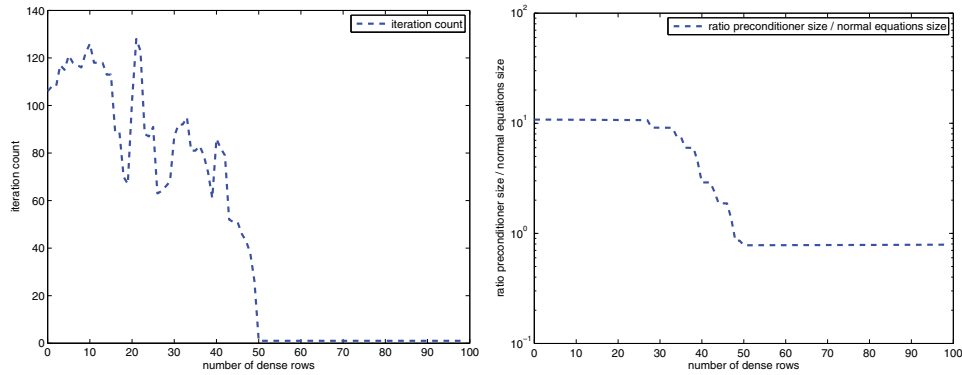 140
120
100
80
60
40
20
0
iteration count
iteration count
0 10 20 30 40 50 60 70 80 90 100
number of dense rows
10^2
10^1
10^0
10^-1
ratio preconditioner size / normal equations size
ratio preconditioner size / normal equations size
0 10 20 30 40 50 60 70 80 90 100
number of dense rows